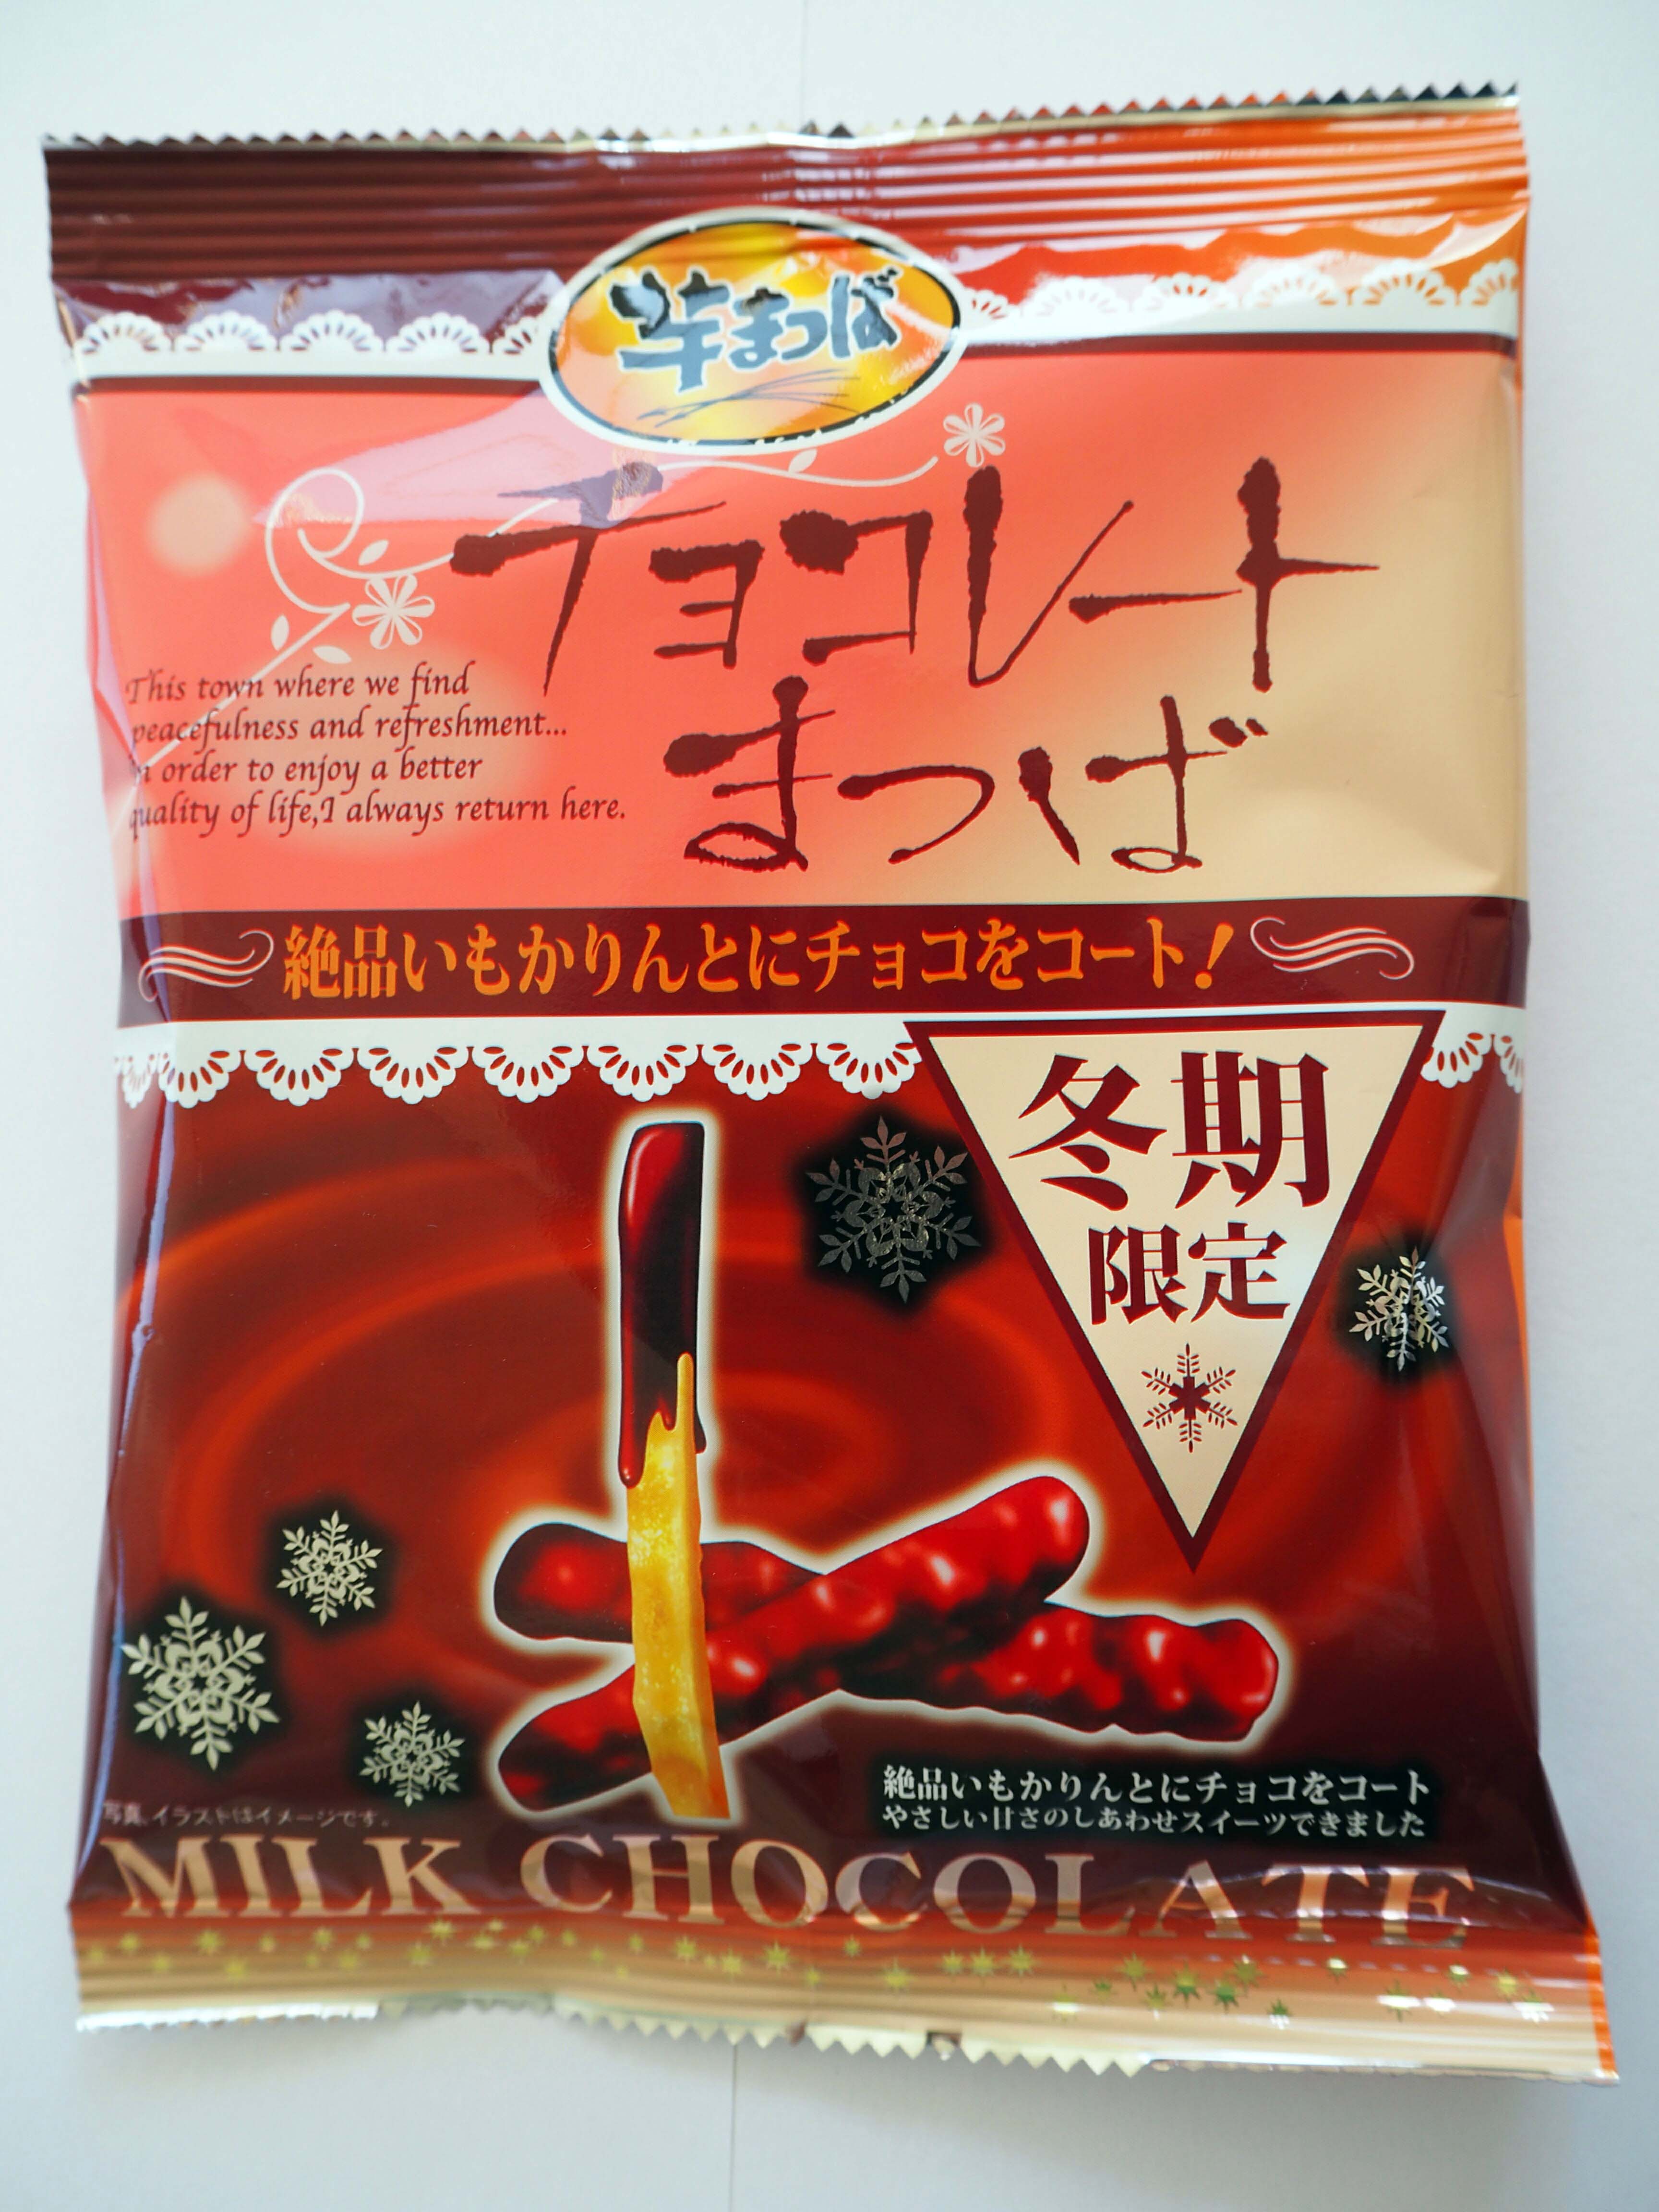 芋まつば
チョコレート
まつば
This town where we find
peacefulness and refreshment...
in order to enjoy a better
quality of life,I always return here.
絶品いもかりんとにチョコをコート!
冬期
限定
絶品いもかりんとにチョコをコート
やさしい甘さのしあわせスイーツできました
写真、イラストはイメージです。
MILK CHOCOLATE